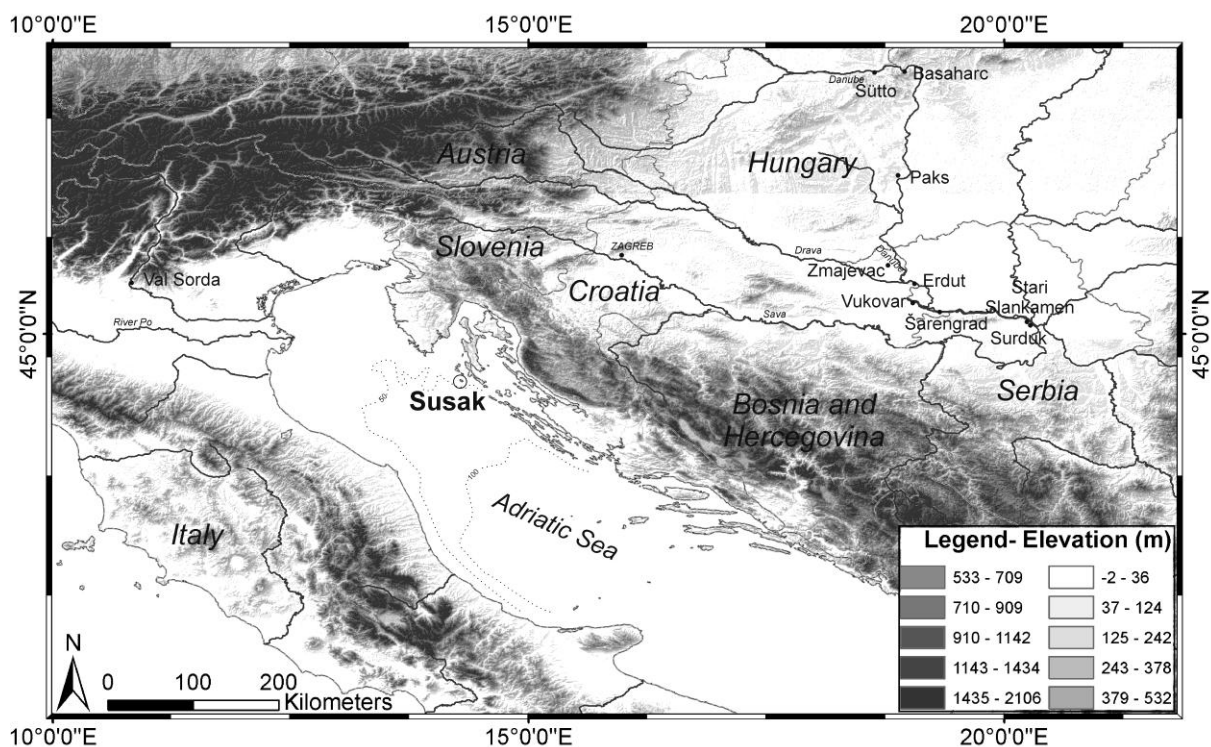 10°0'0"E
15°0'0"E
20°0'0"E
Danube
Basaharc
Sütto
Austria
Hungary
Paks
Slovenia
ZAGREB
Drava
Zmajevac
Val Sorda
Croatia
Erdut
Stari
Vukovar
Slankamen
River Po
Sava
Šarengrad
Surduk
45°0'0"N
45°0'0"N
50
Susak
Serbia
Bosnia and
Hercegovina
100
Adriatic Sea
Italy
Legend- Elevation (m)
533 - 709
-2 - 36
710 - 909
37 - 124
910 - 1142
125 - 242
1143 - 1434
243 - 378
1435 - 2106
379 - 532
N
0 100 200
Kilometers
10°0'0"E
15°0'0"E
20°0'0"E